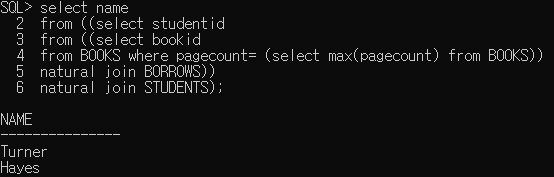 SQL> select name
2 from ((select studentid
3 from ((select bookid
4 from BOOKS where pagecount= (select max(pagecount) from BOOKS))
5 natural join BORROWS))
6 natural join STUDENTS);
NAME
---------------
Turner
Hayes